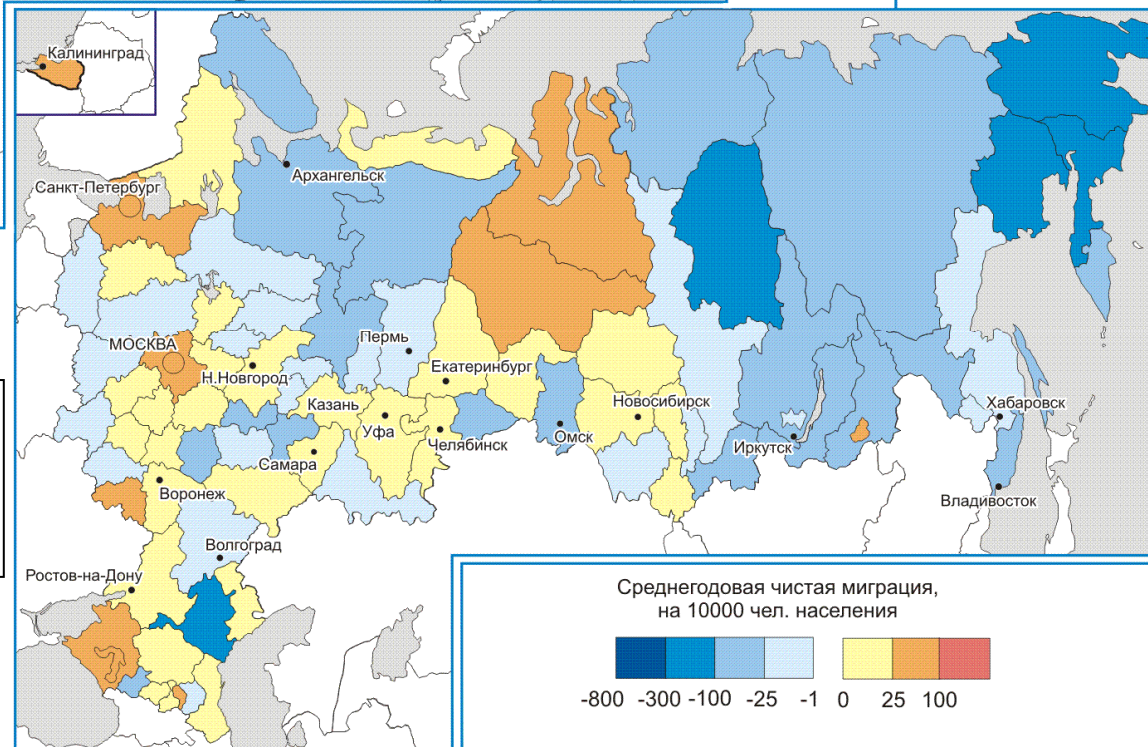 Калининград
Архангельск
Санкт-Петербург
МОСКВА
Пермь
Н.Новгород
Екатеринбург
Казань
Новосибирск
Хабаровск
Уфа
Челябинск
Омск
Иркутск
Самара
Воронеж
Владивосток
Волгоград
Ростов-на-Дону
Среднегодовая чистая миграция,
на 10000 чел. населения
-800 -300 -100 -25 -1 0 25 100